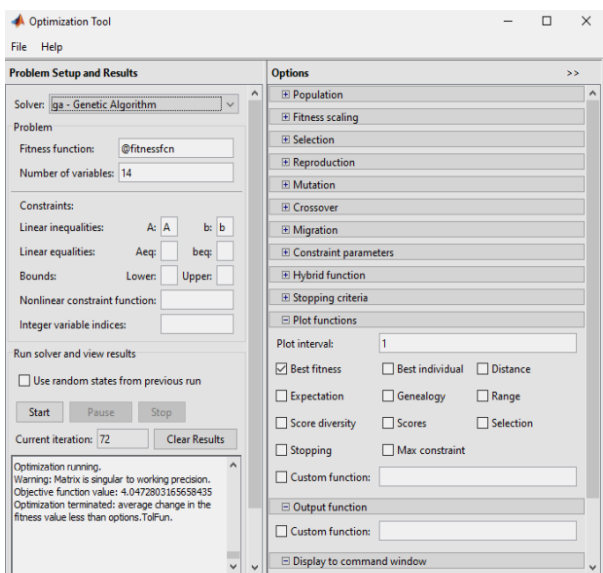 Optimization Tool
File Help
Problem Setup and Results
Solver: ga - Genetic Algorithm
Problem
Fitness function: @fitnessfcn
Number of variables: 14
Constraints:
Linear inequalities: A: A b: b
Linear equalities: Aeq: beq:
Bounds: Lower: Upper:
Nonlinear constraint function:
Integer variable indices:
Run solver and view results
Use random states from previous run
Start Pause Stop
Current iteration: 72 Clear Results
Optimization running.
Warning: Matrix is singular to working precision.
Objective function value: 4.0472803165658435
Optimization terminated: average change in the
fitness value less than options.TolFun.
Options >>
Population
Fitness scaling
Selection
Reproduction
Mutation
Crossover
Migration
Constraint parameters
Hybrid function
Stopping criteria
Plot functions
Plot interval: 1
Best fitness Best individual Distance
Expectation Genealogy Range
Score diversity Scores Selection
Stopping Max constraint
Custom function:
Output function
Custom function:
Display to command window